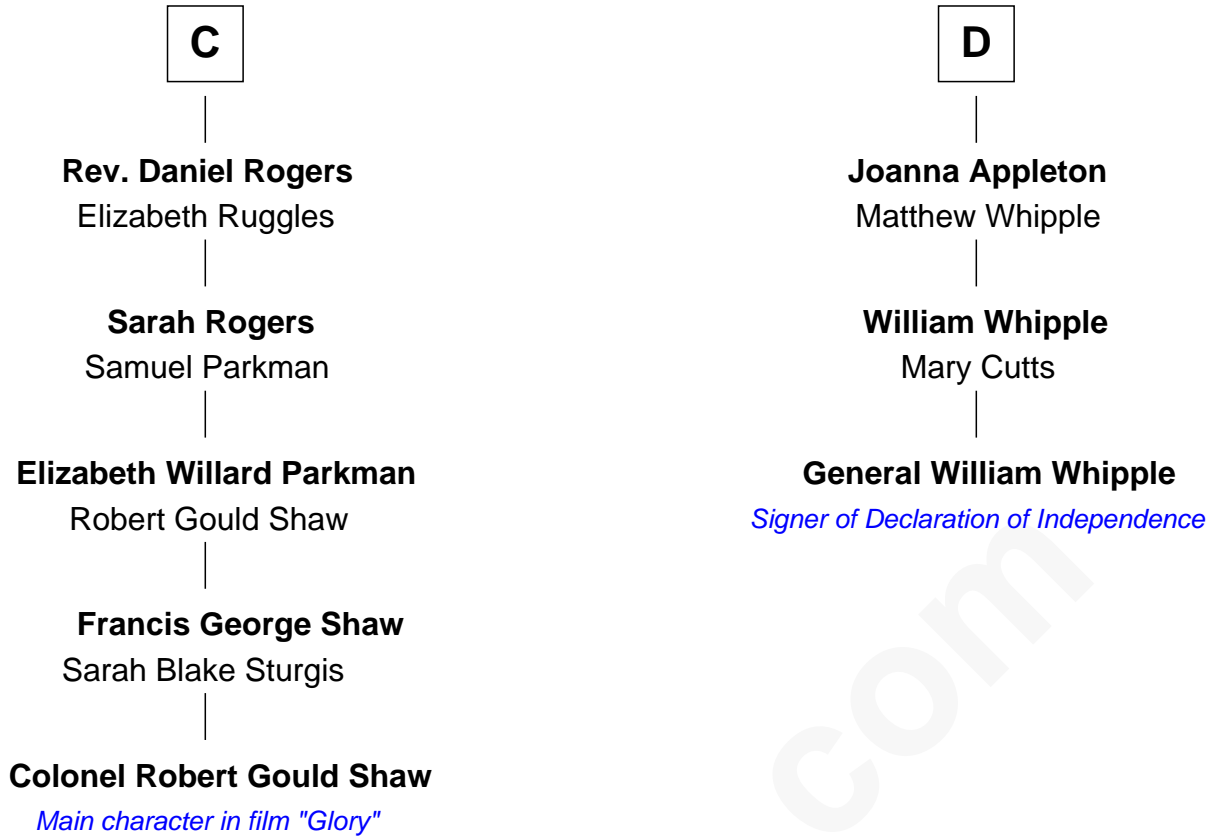 C
Rev. Daniel Rogers
Elizabeth Ruggles
Sarah Rogers
Samuel Parkman
Elizabeth Willard Parkman
Robert Gould Shaw
Francis George Shaw
Sarah Blake Sturgis
Colonel Robert Gould Shaw
Main character in film "Glory"
D
Joanna Appleton
Matthew Whipple
William Whipple
Mary Cutts
General William Whipple
Signer of Declaration of Independence
com